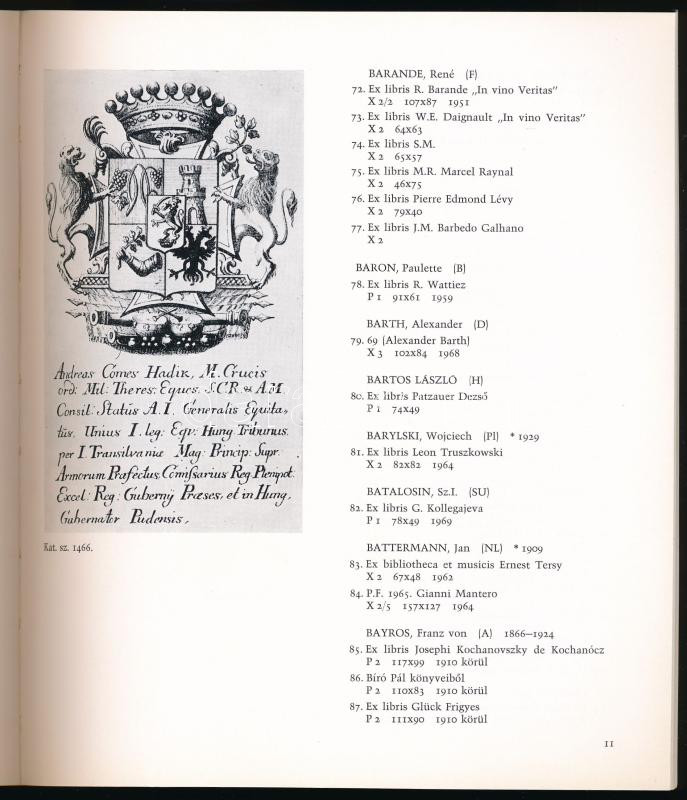 Andreas Comes Hadik, M. Crucis
ord: Mil: Theres: Eques. S.C.R. & A.M.
Consil: Statûs A. I. Generalis Equita-
tûs. Unius I. leg: Eqv: Hung Tribunus.
per I. Transilvaniæ Mag: Princip: Supr:
Armorum Præfectus, Comissarius Reg Plenpot:
Excel: Reg: Gubernÿ Præses, et in Hung,
Gubernator Budensis,
Kat. sz. 1466.
BARANDE, René (F)
72. Ex libris R. Barande „In vino Veritas"
X 2/2 107x87 1951
73. Ex libris W.E. Daignault „In vino Veritas"
X 2 64x63
74. Ex libris S.M.
X 2 65x57
75. Ex libris M.R. Marcel Raynal
X 2 46x75
76. Ex libris Pierre Edmond Lévy
X 2 79x40
77. Ex libris J.M. Barbedo Galhano
X 2
BARON, Paulette (B)
78. Ex libris R. Wattiez
P 1 91x61 1959
BARTH, Alexander (D)
79. 69 (Alexander Barth)
X 3 102x84 1968
BARTOS LÁSZLÓ (H)
80. Ex libris Patzauer Dezső
P 1 74x49
BARYLSKI, Wojciech (Pl) * 1929
81. Ex libris Leon Truszkowski
X 2 82x82 1964
BATALOSIN, Sz.I. (SU)
82. Ex libris G. Kollegajeva
P 1 78x49 1969
BATTERMANN, Jan (NL) * 1909
83. Ex bibliotheca et musicis Ernest Tersy
X 2 67x48 1962
84. P.F. 1965. Gianni Mantero
X 2/5 157x127 1964
BAYROS, Franz von (A) 1866–1924
85. Ex libris Josephi Kochanovszky de Kochanócz
P 2 117x99 1910 körül
86. Bíró Pál könyveiből
P 2 110x83 1910 körül
87. Ex libris Glück Frigyes
P 2 111x90 1910 körül
11